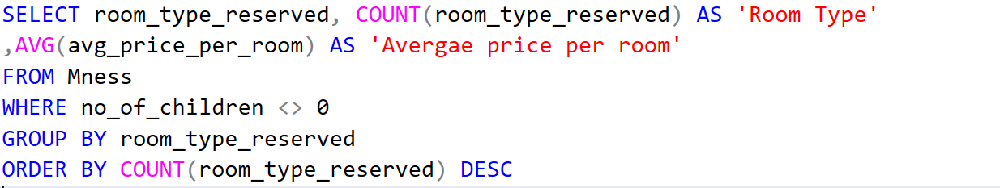 SELECT room_type_reserved, COUNT(room_type_reserved) AS 'Room Type'
,AVG(avg_price_per_room) AS 'Avergae price per room'
FROM Mness
WHERE no_of_children <> 0
GROUP BY room_type_reserved
ORDER BY COUNT(room_type_reserved) DESC